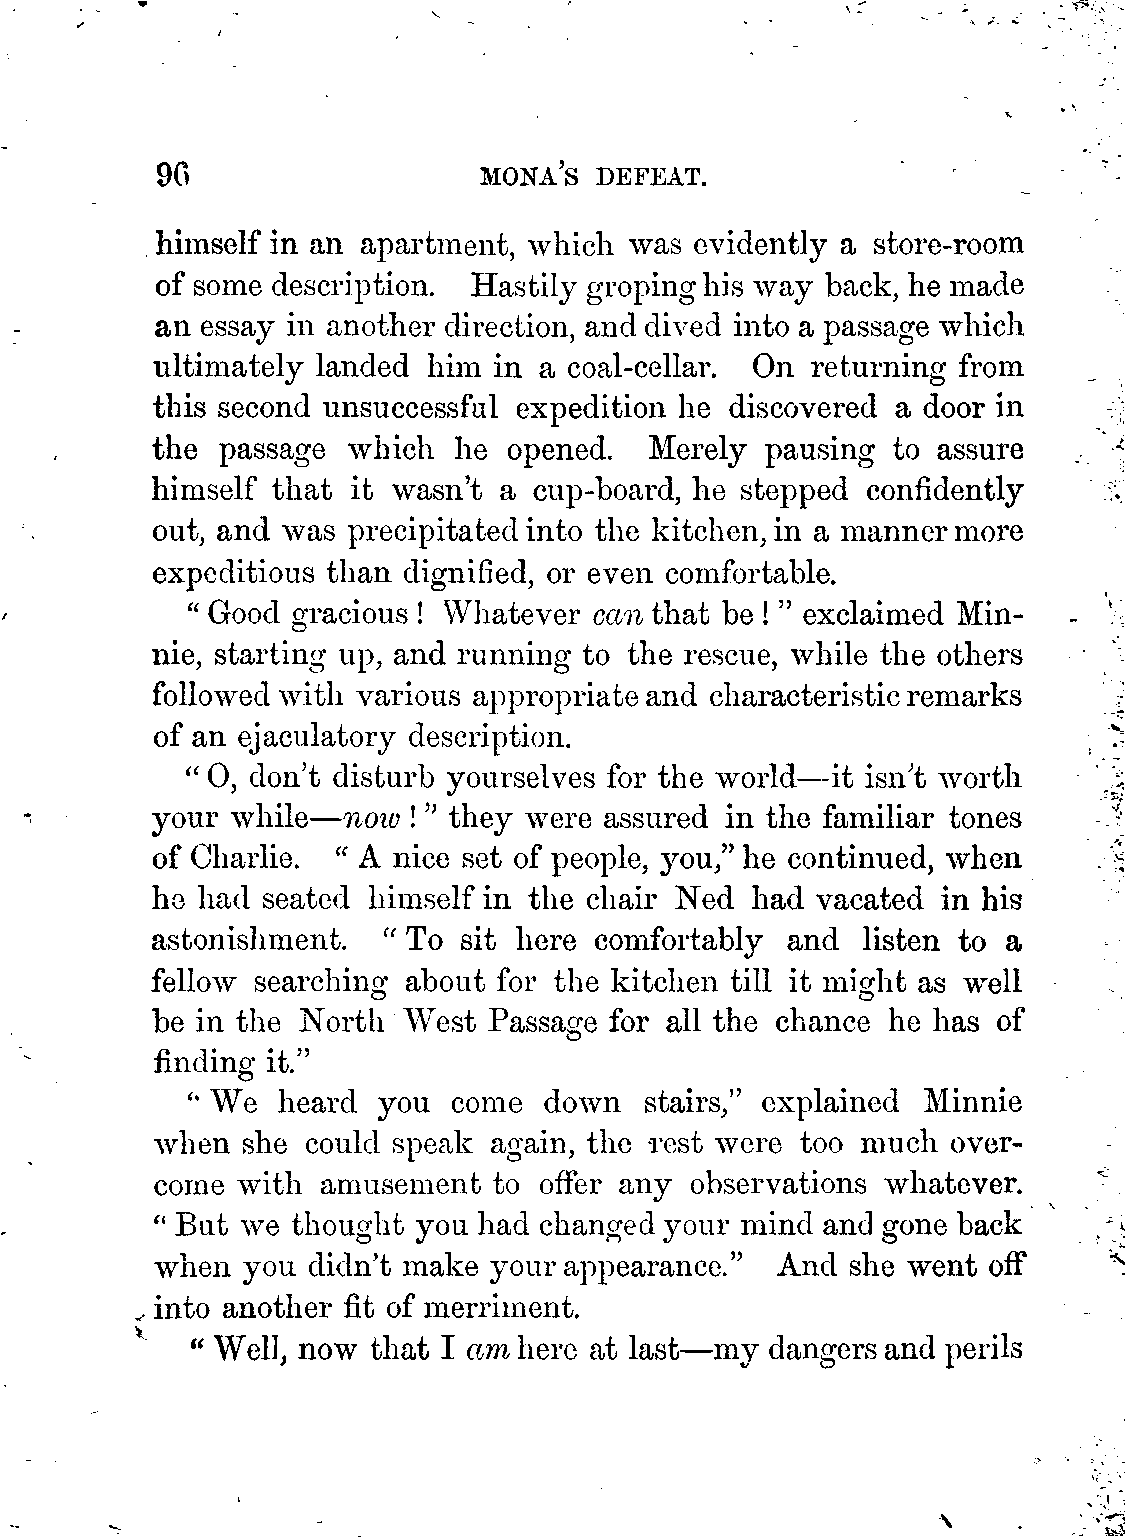 96 MONA'S DEFEAT.
himself in an apartment, which was evidently a store-room
of some description. Hastily groping his way back, he made
an essay in another direction, and dived into a passage which
ultimately landed him in a coal-cellar. On returning from
this second unsuccessful expedition he discovered a door in
the passage which he opened. Merely pausing to assure
himself that it wasn't a cup-board, he stepped confidently
out, and was precipitated into the kitchen, in a manner more
expeditious than dignified, or even comfortable.
"Good gracious! Whatever can that be!" exclaimed Min-
nie, starting up, and running to the rescue, while the others
followed with various appropriate and characteristic remarks
of an ejaculatory description.
"O, don't disturb yourselves for the world—it isn't worth
your while—now!" they were assured in the familiar tones
of Charlie. "A nice set of people, you," he continued, when
he had seated himself in the chair Ned had vacated in his
astonishment. "To sit here comfortably and listen to a
fellow searching about for the kitchen till it might as well
be in the North West Passage for all the chance he has of
finding it."
"We heard you come down stairs," explained Minnie
when she could speak again, the rest were too much over-
come with amusement to offer any observations whatever.
"But we thought you had changed your mind and gone back
when you didn't make your appearance." And she went off
into another fit of merriment.
"Well, now that I am here at last—my dangers and perils